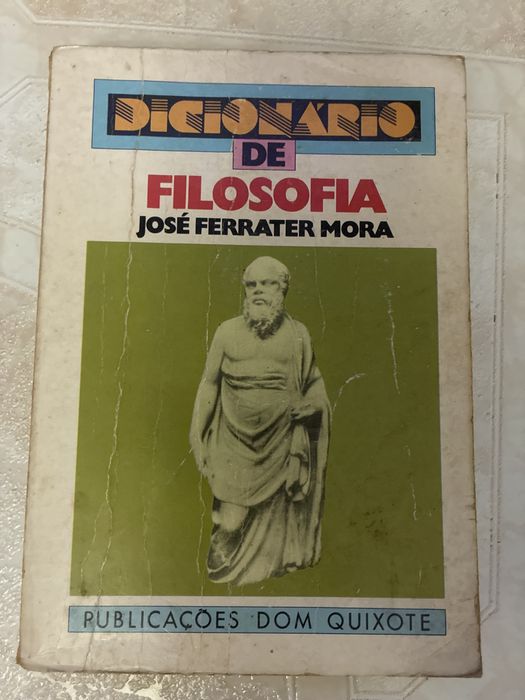 DICIONÁRIO
DE
FILOSOFIA
JOSÉ FERRATER MORA
PUBLICAÇÕES DOM QUIXOTE